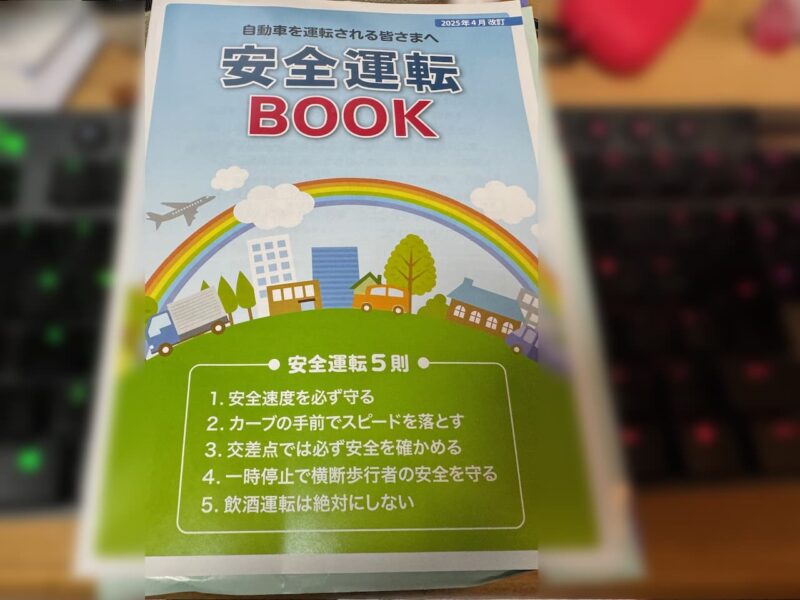 2025年4月 改訂
自動車を運転される皆さまへ
安全運転
BOOK
安全運転5則
1. 安全速度を必ず守る
2. カーブの手前でスピードを落とす
3. 交差点では必ず安全を確かめる
4. 一時停止で横断歩行者の安全を守る
5. 飲酒運転は絶対にしない